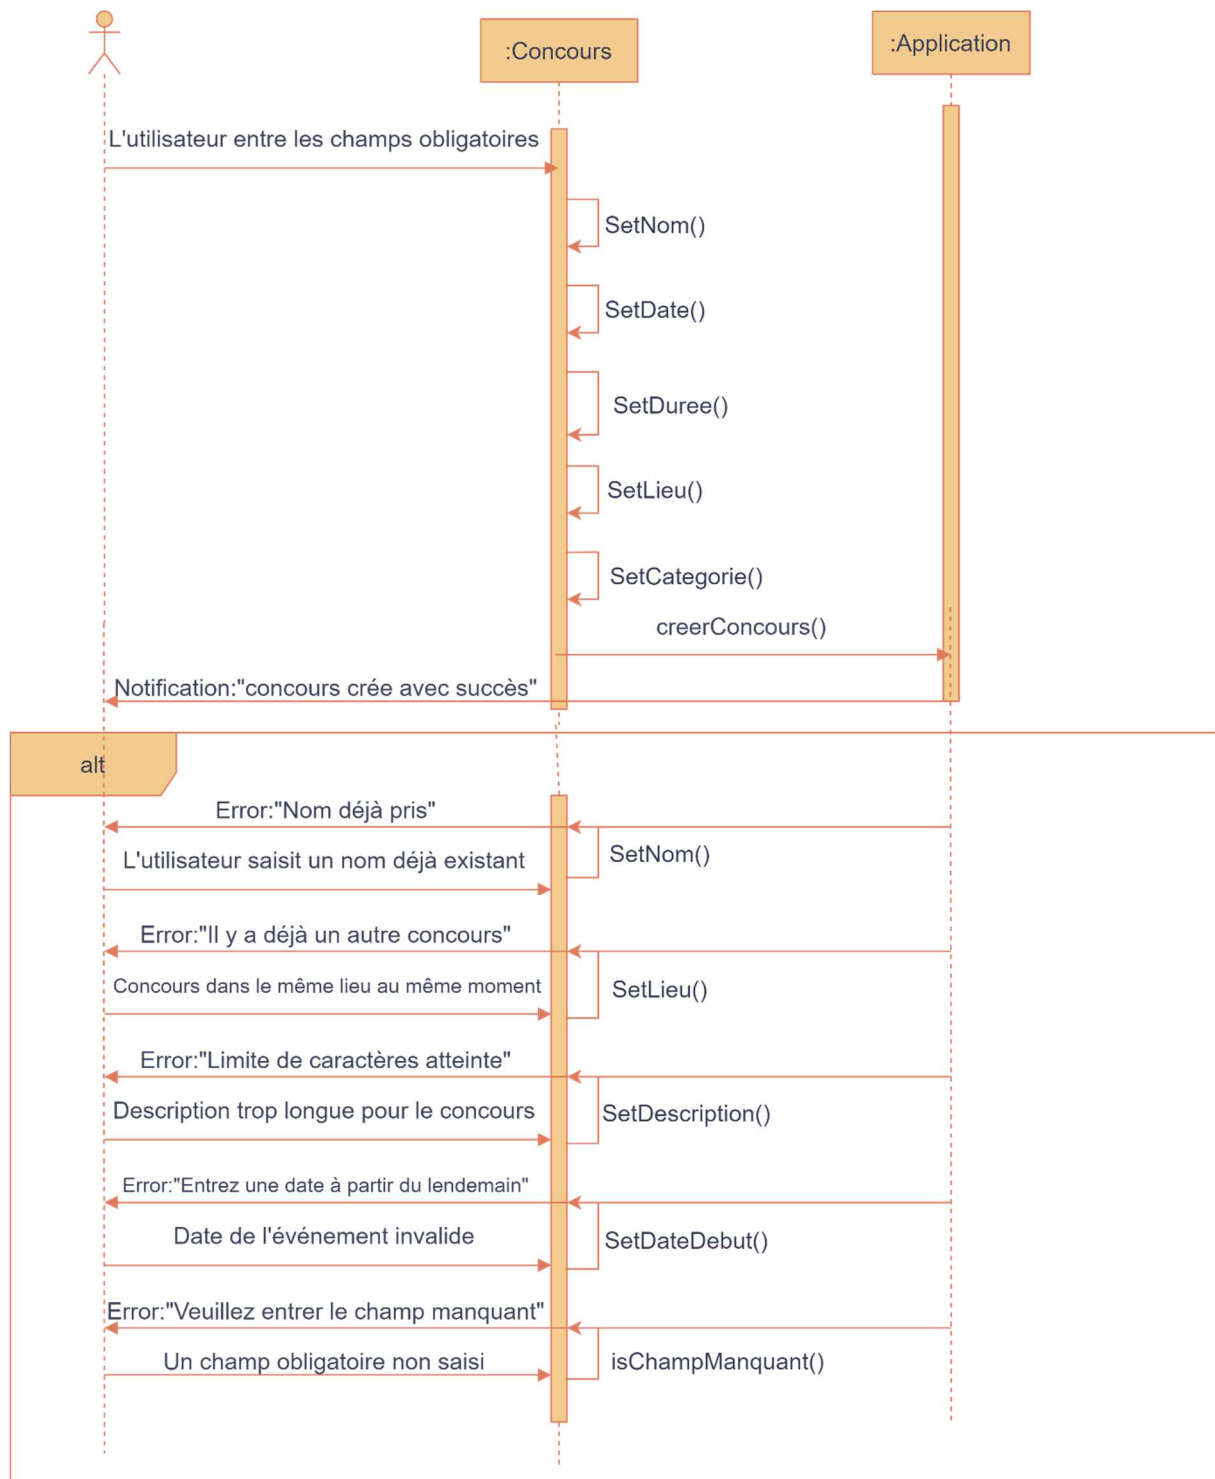 :Concours
:Application
L'utilisateur entre les champs obligatoires
SetNom()
SetDate()
SetDuree()
SetLieu()
SetCategorie()
creerConcours()
Notification:"concours crée avec succès"
alt
Error:"Nom déjà pris"
SetNom()
L'utilisateur saisit un nom déjà existant
Error:"Il y a déjà un autre concours"
Concours dans le même lieu au même moment
SetLieu()
Error:"Limite de caractères atteinte"
Description trop longue pour le concours
SetDescription()
Error:"Entrez une date à partir du lendemain"
Date de l'événement invalide
SetDateDebut()
Error:"Veuillez entrer le champ manquant"
Un champ obligatoire non saisi
isChampManquant()